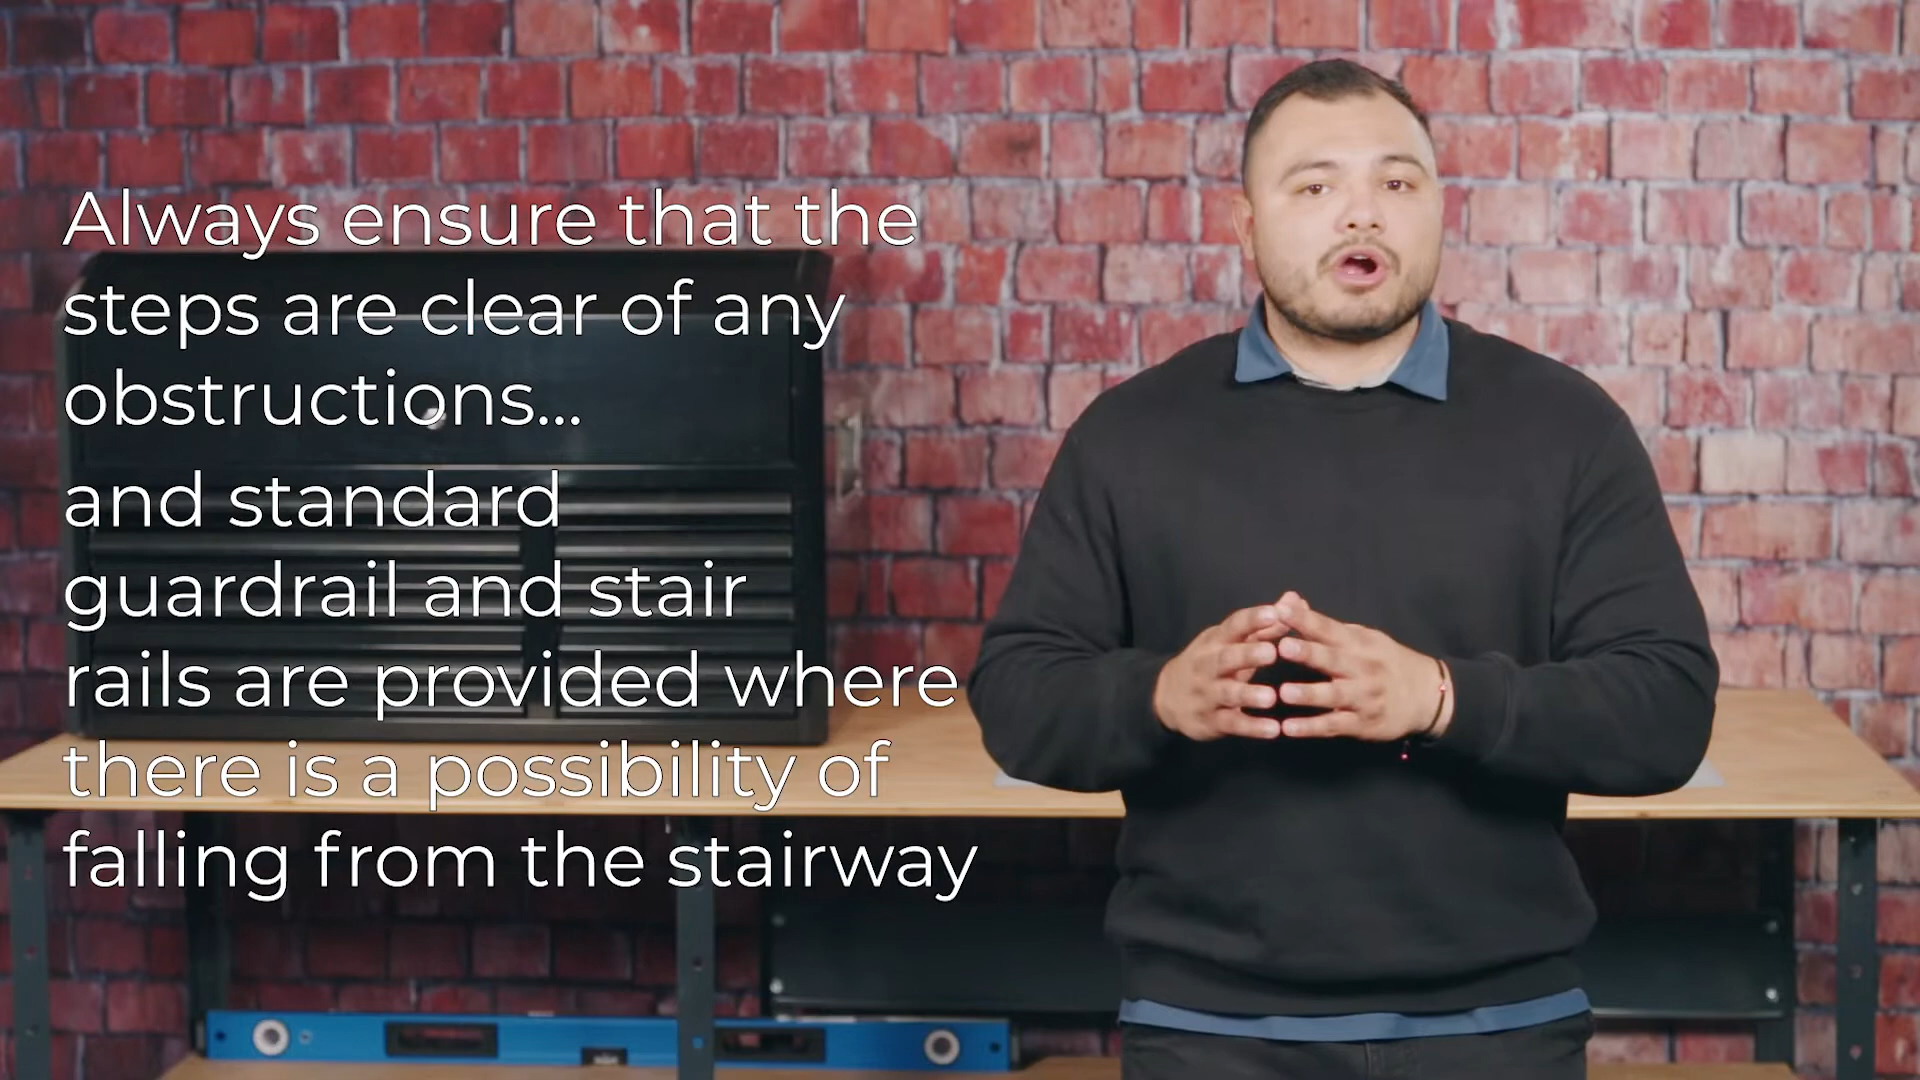 Always ensure that the
steps are clear of any
obstructions...
and standard
guardrail and stair
rails are provided where
there is a possibility of
falling from the stairway